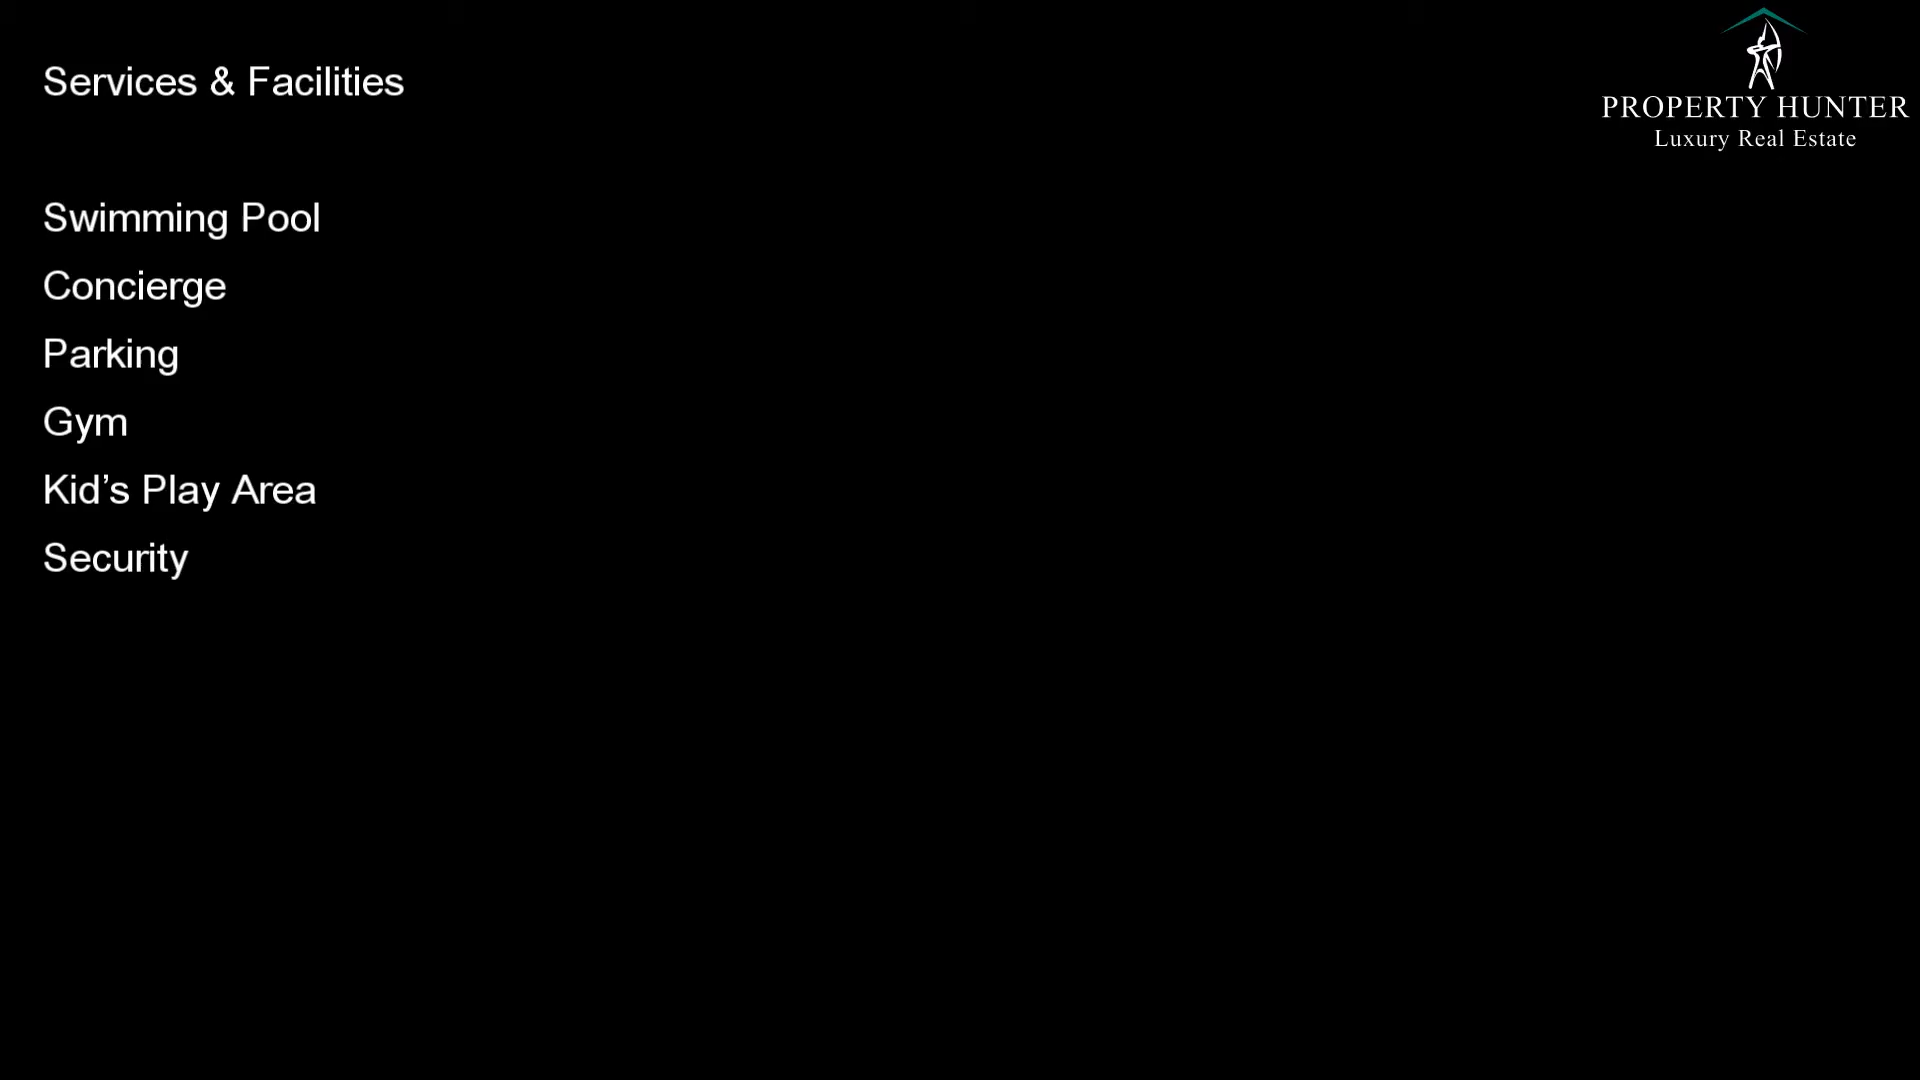 Services & Facilities
PROPERTY HUNTER
Luxury Real Estate
Swimming Pool
Concierge
Parking
Gym
Kid’s Play Area
Security